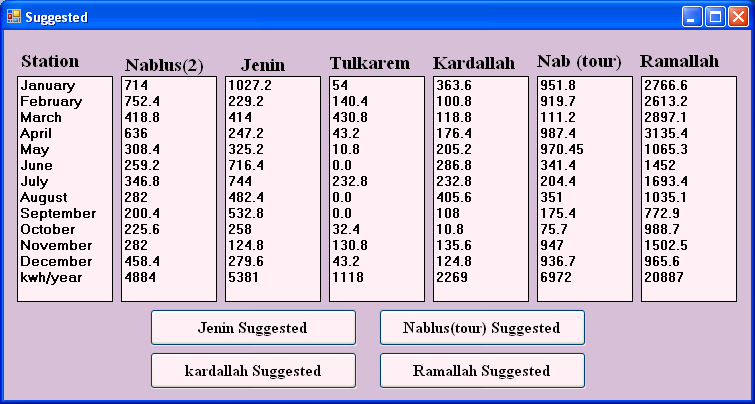 Suggested
Station Nablus(2) Jenin Tulkarem Kardallah Nab (tour) Ramallah
January 714 1027.2 54 363.6 951.8 2766.6
February 752.4 229.2 140.4 100.8 919.7 2613.2
March 418.8 414 430.8 118.8 111.2 2897.1
April 636 247.2 43.2 176.4 987.4 3135.4
May 308.4 325.2 10.8 205.2 970.45 1065.3
June 259.2 716.4 0.0 286.8 341.4 1452
July 346.8 744 232.8 232.8 204.4 1693.4
August 282 482.4 0.0 405.6 351 1035.1
September 200.4 532.8 0.0 108 175.4 772.9
October 225.6 258 32.4 10.8 75.7 988.7
November 282 124.8 130.8 135.6 947 1502.5
December 458.4 279.6 43.2 124.8 936.7 965.6
kwh/year 4884 5381 1118 2269 6972 20887
Jenin Suggested Nablus(tour) Suggested
kardallah Suggested Ramallah Suggested